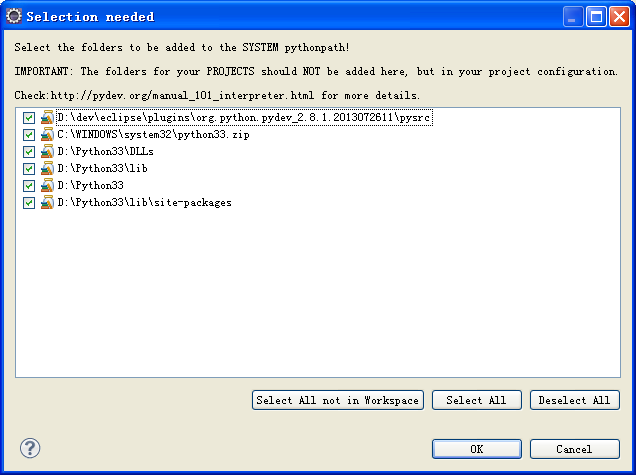 Selection needed
Select the folders to be added to the SYSTEM pythonpath!
IMPORTANT: The folders for your PROJECTS should NOT be added here, but in your project configuration.
Check:http://pydev.org/manual_101_interpreter.html for more details.
D:\dev\eclipse\plugins\org.python.pydev_2.8.1.2013072611\pysrc
C:\WINDOWS\system32\python33.zip
D:\Python33\DLLs
D:\Python33\lib
D:\Python33
D:\Python33\lib\site-packages
Select All not in Workspace Select All Deselect All
? OK Cancel